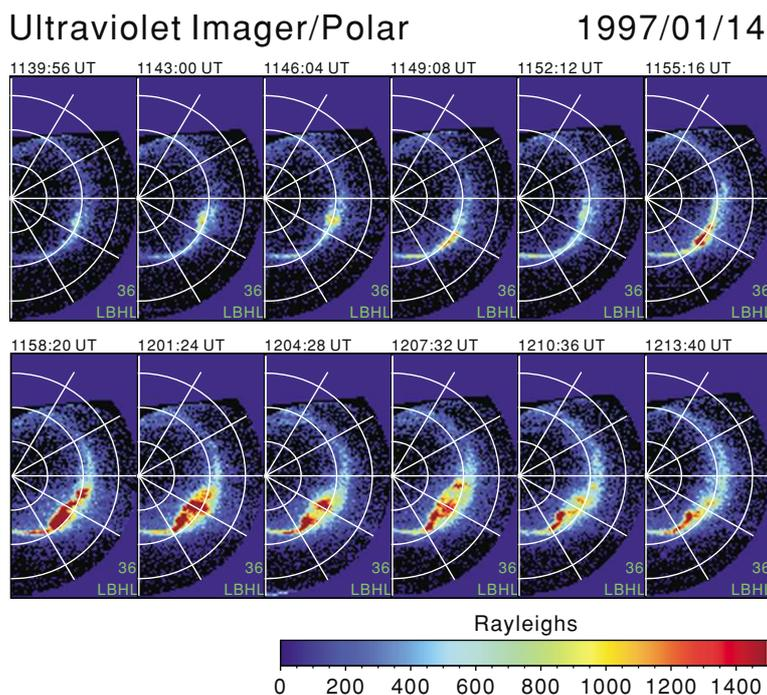 Ultraviolet Imager/Polar 1997/01/14
1139:56 UT 1143:00 UT 1146:04 UT 1149:08 UT 1152:12 UT 1155:16 UT
36 36 36 36 36 36
LBHL LBHL LBHL LBHL LBHL LBHL
1158:20 UT 1201:24 UT 1204:28 UT 1207:32 UT 1210:36 UT 1213:40 UT
36 36 36 36 36 36
LBHL LBHL LBHL LBHL LBHL LBHL
Rayleighs
0 200 400 600 800 1000 1200 1400